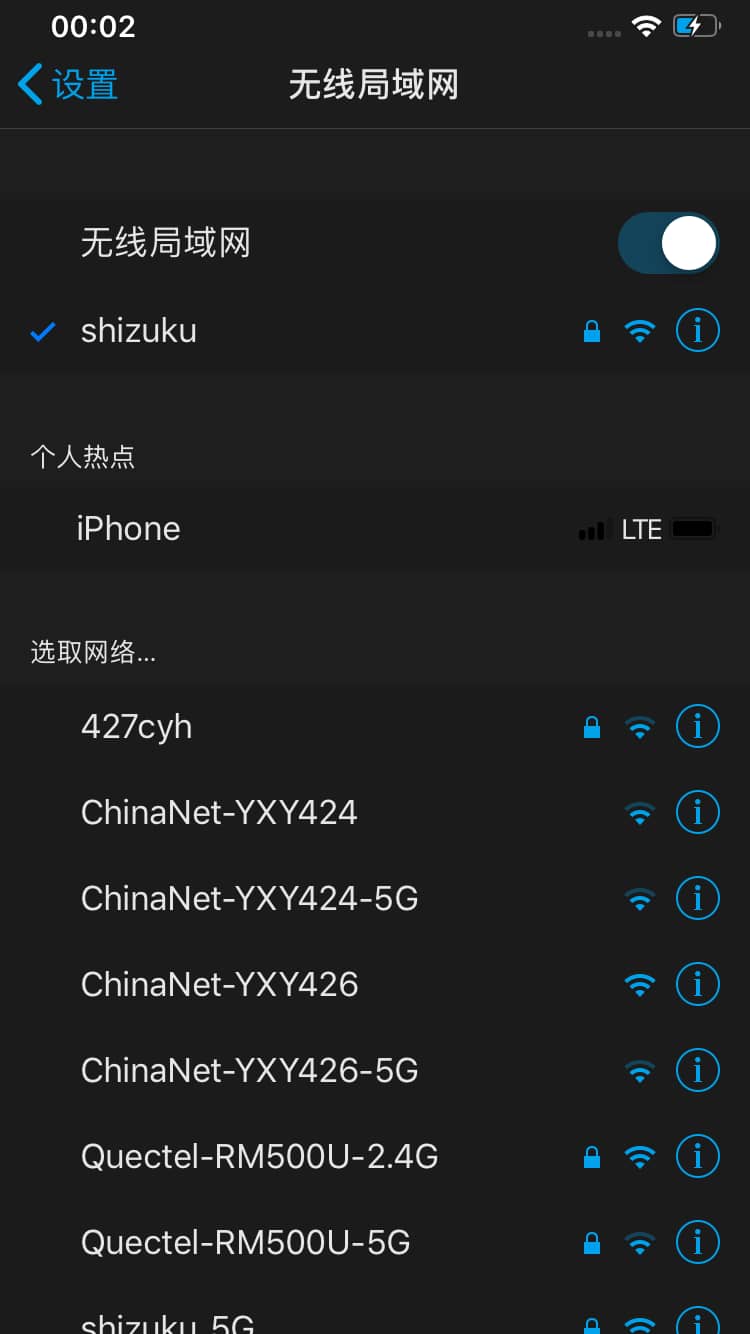 00:02
设置
无线局域网
无线局域网
shizuku
个人热点
iPhone LTE
选取网络...
427cyh
ChinaNet-YXY424
ChinaNet-YXY424-5G
ChinaNet-YXY426
ChinaNet-YXY426-5G
Quectel-RM500U-2.4G
Quectel-RM500U-5G
shizuku_5G